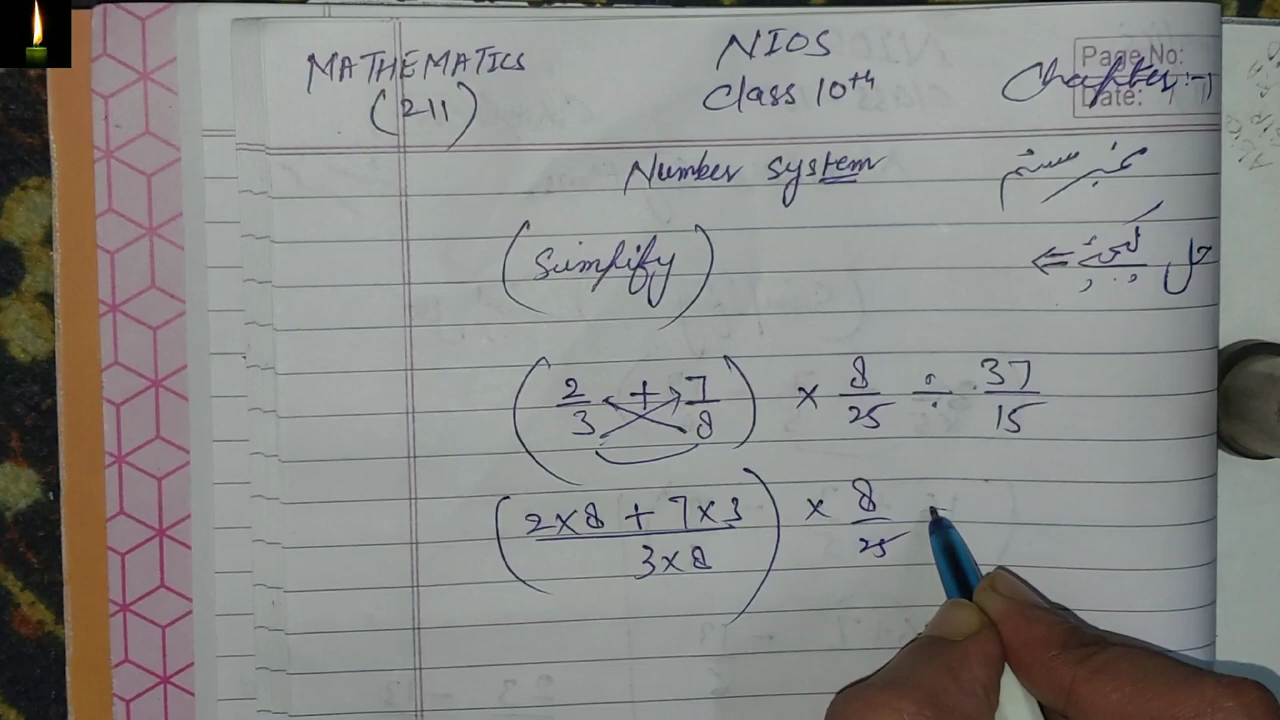 MATHEMATICS NIOS Page No:
(211) Class 10th Chapter:-1
Date:
Number system نمبر سسٹم
(Simplify) حل کیجئے ⇐
(2/3 + 7/8) × 8/25 ÷ 37/15
(2×8 + 7×3 / 3×8) × 8/25